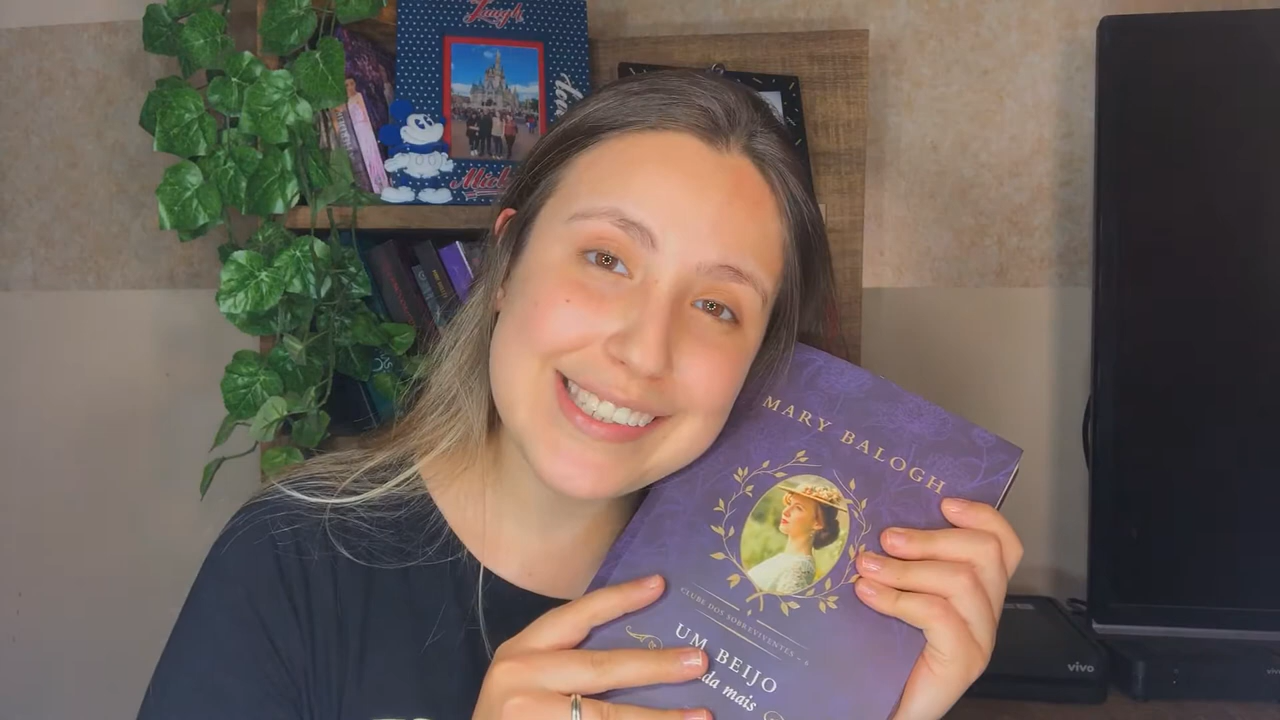 Laugh
Mick
MARY BALOGH
CLUBE DOS SOBREVIVENTES - 6
UM BEIJO
da mais
vivo